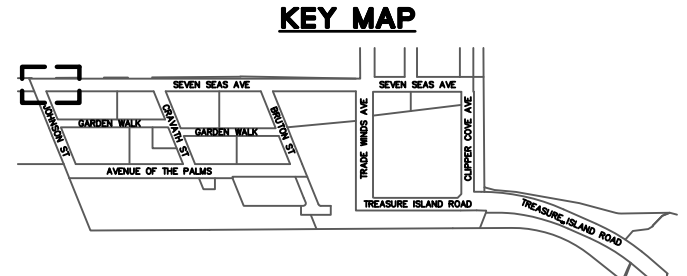 KEY MAP
SEVEN SEAS AVE
SEVEN SEAS AVE
JOHNSON ST
GARDEN WALK
CRAVATH ST
GARDEN WALK
BRUTON ST
TRADE WINDS AVE
CLIPPER COVE AVE
AVENUE OF THE PALMS
TREASURE ISLAND ROAD
TREASURE ISLAND ROAD